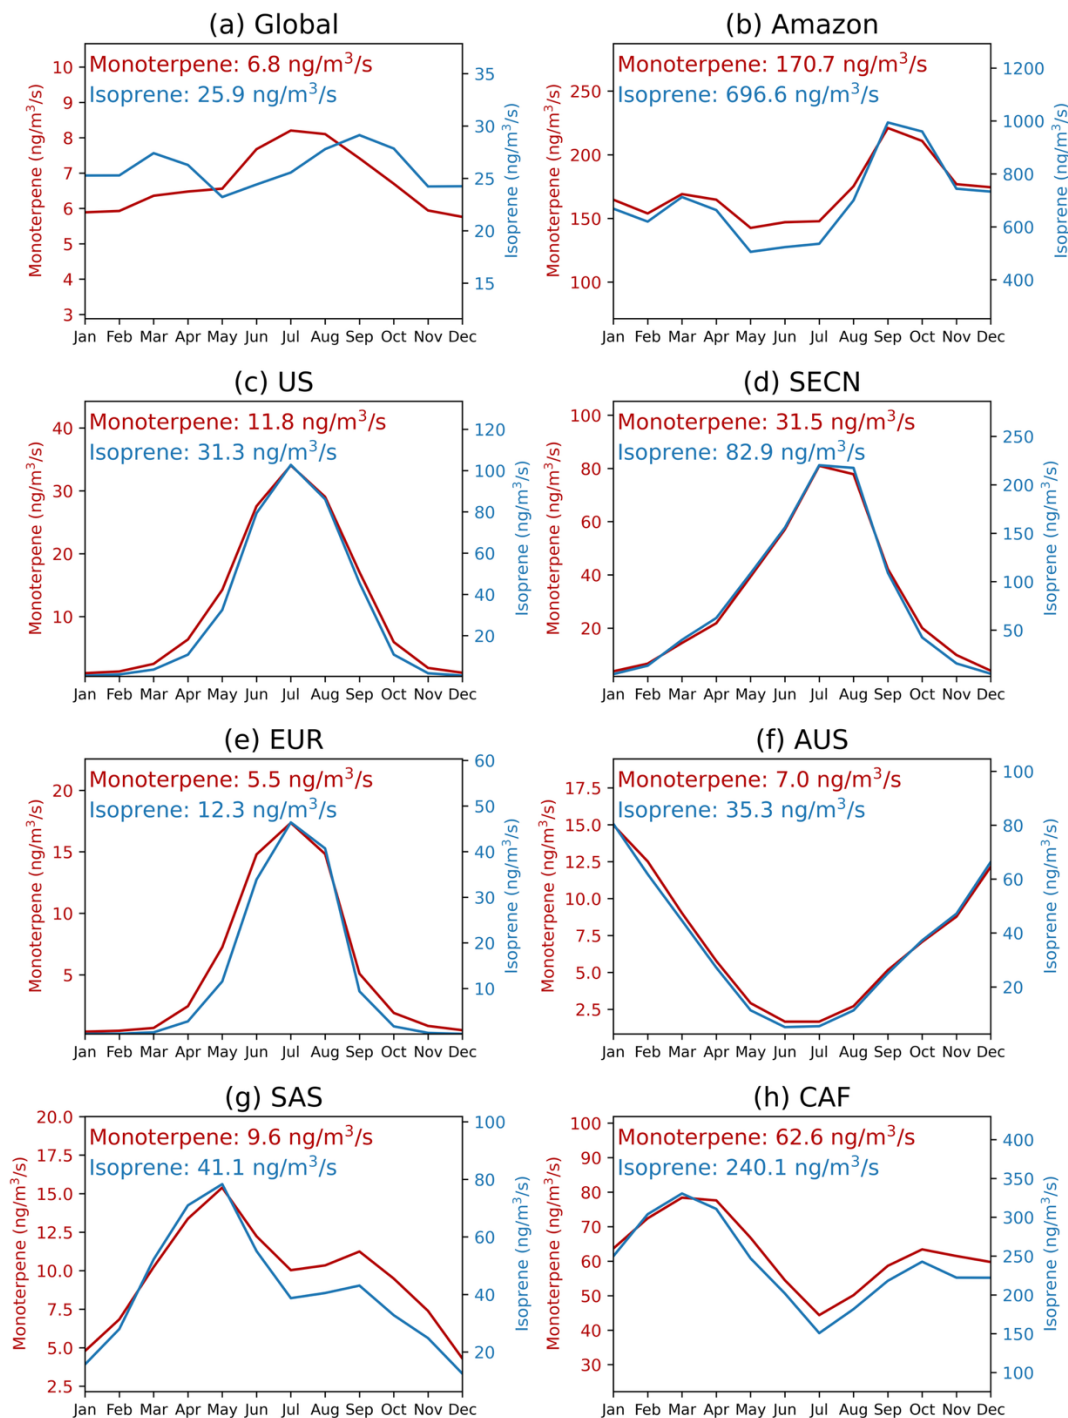 (a) Global
Monoterpene: 6.8 ng/m³/s
Isoprene: 25.9 ng/m³/s
Monoterpene (ng/m³/s)
10
9
8
7
6
5
4
3
35
30
25
20
15
Isoprene (ng/m³/s)
Jan Feb Mar Apr May Jun Jul Aug Sep Oct Nov Dec
(b) Amazon
Monoterpene: 170.7 ng/m³/s
Isoprene: 696.6 ng/m³/s
Monoterpene (ng/m³/s)
250
200
150
100
1200
1000
800
600
400
Isoprene (ng/m³/s)
Jan Feb Mar Apr May Jun Jul Aug Sep Oct Nov Dec
(c) US
Monoterpene: 11.8 ng/m³/s
Isoprene: 31.3 ng/m³/s
Monoterpene (ng/m³/s)
40
30
20
10
120
100
80
60
40
20
Isoprene (ng/m³/s)
Jan Feb Mar Apr May Jun Jul Aug Sep Oct Nov Dec
(d) SECN
Monoterpene: 31.5 ng/m³/s
Isoprene: 82.9 ng/m³/s
Monoterpene (ng/m³/s)
100
80
60
40
20
250
200
150
100
50
Isoprene (ng/m³/s)
Jan Feb Mar Apr May Jun Jul Aug Sep Oct Nov Dec
(e) EUR
Monoterpene: 5.5 ng/m³/s
Isoprene: 12.3 ng/m³/s
Monoterpene (ng/m³/s)
20
15
10
5
60
50
40
30
20
10
Isoprene (ng/m³/s)
Jan Feb Mar Apr May Jun Jul Aug Sep Oct Nov Dec
(f) AUS
Monoterpene: 7.0 ng/m³/s
Isoprene: 35.3 ng/m³/s
Monoterpene (ng/m³/s)
17.5
15.0
12.5
10.0
7.5
5.0
2.5
100
80
60
40
20
Isoprene (ng/m³/s)
Jan Feb Mar Apr May Jun Jul Aug Sep Oct Nov Dec
(g) SAS
Monoterpene: 9.6 ng/m³/s
Isoprene: 41.1 ng/m³/s
Monoterpene (ng/m³/s)
20.0
17.5
15.0
12.5
10.0
7.5
5.0
2.5
100
80
60
40
20
Isoprene (ng/m³/s)
Jan Feb Mar Apr May Jun Jul Aug Sep Oct Nov Dec
(h) CAF
Monoterpene: 62.6 ng/m³/s
Isoprene: 240.1 ng/m³/s
Monoterpene (ng/m³/s)
100
90
80
70
60
50
40
30
400
350
300
250
200
150
100
Isoprene (ng/m³/s)
Jan Feb Mar Apr May Jun Jul Aug Sep Oct Nov Dec